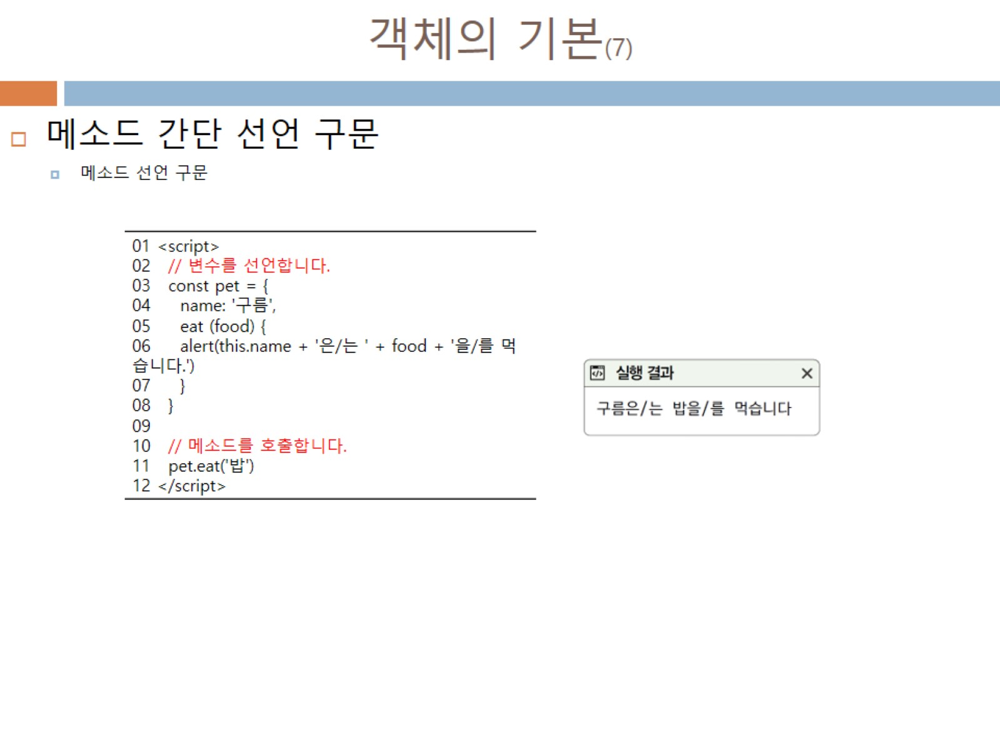 객체의 기본(7)
메소드 간단 선언 구문
메소드 선언 구문
01 <script>
02 // 변수를 선언합니다.
03 const pet = {
04 name: '구름',
05 eat (food) {
06 alert(this.name + '은/는 ' + food + '을/를 먹
습니다.')
07 }
08 }
09
10 // 메소드를 호출합니다.
11 pet.eat('밥')
12 </script>
실행 결과
구름은/는 밥을/를 먹습니다